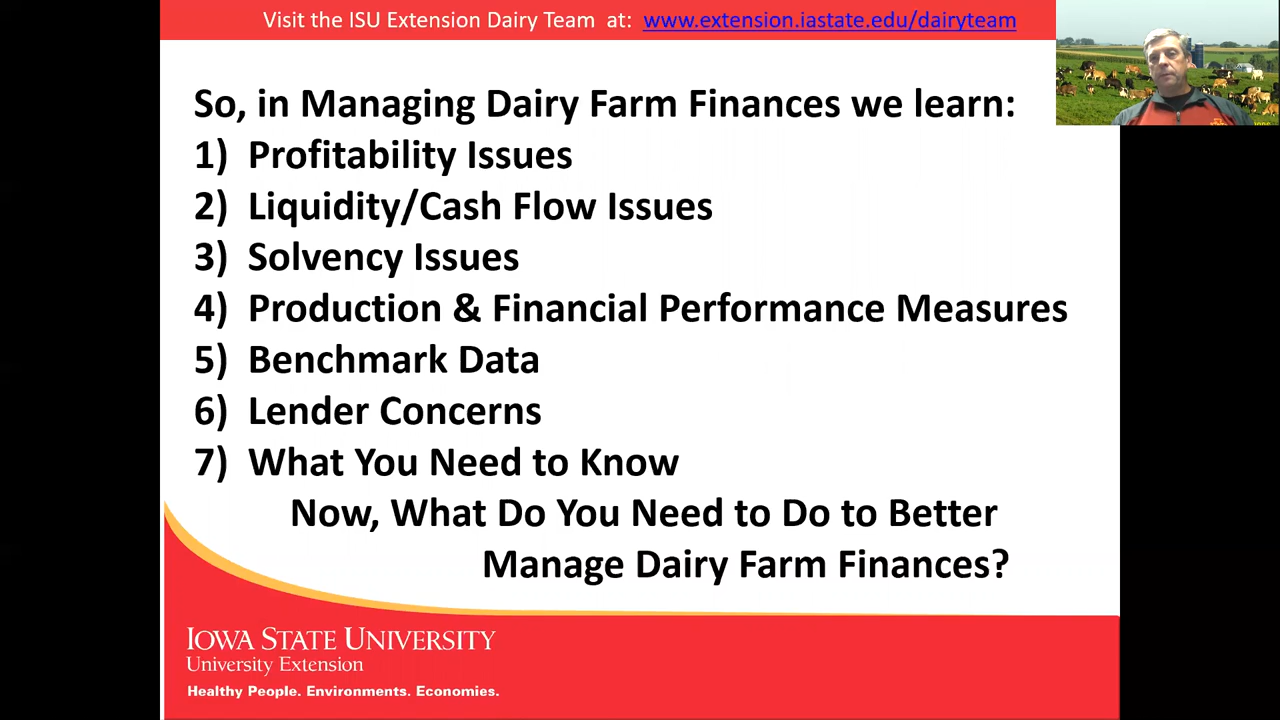 Visit the ISU Extension Dairy Team at: www.extension.iastate.edu/dairyteam
So, in Managing Dairy Farm Finances we learn:
1) Profitability Issues
2) Liquidity/Cash Flow Issues
3) Solvency Issues
4) Production & Financial Performance Measures
5) Benchmark Data
6) Lender Concerns
7) What You Need to Know
Now, What Do You Need to Do to Better
Manage Dairy Farm Finances?
IOWA STATE UNIVERSITY
University Extension
Healthy People. Environments. Economies.